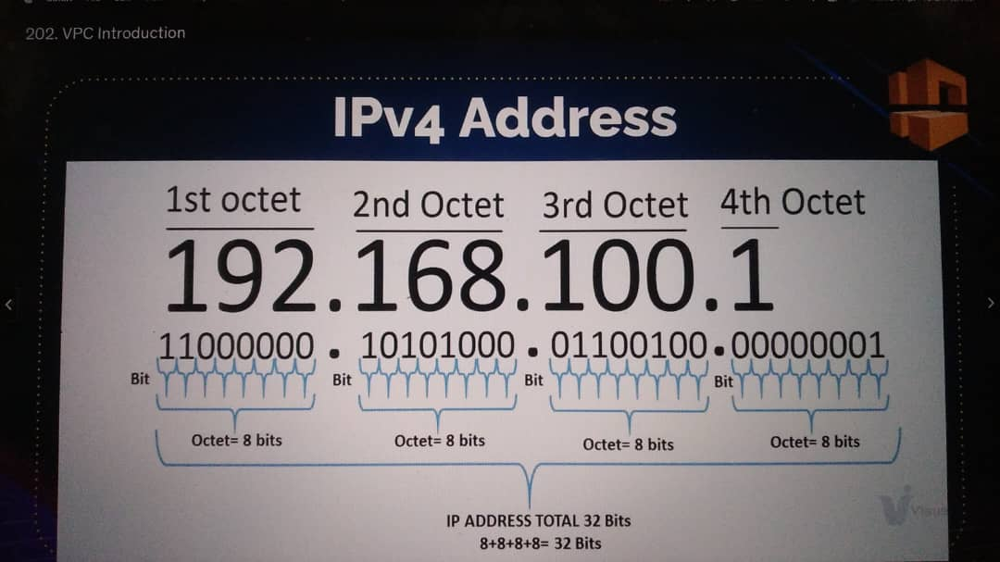 202. VPC Introduction
IPv4 Address
1st octet 2nd Octet 3rd Octet 4th Octet
192.168.100.1
11000000 . 10101000 . 01100100 . 00000001
Bit Bit Bit Bit
Octet= 8 bits Octet= 8 bits Octet= 8 bits Octet= 8 bits
IP ADDRESS TOTAL 32 Bits
8+8+8+8= 32 Bits